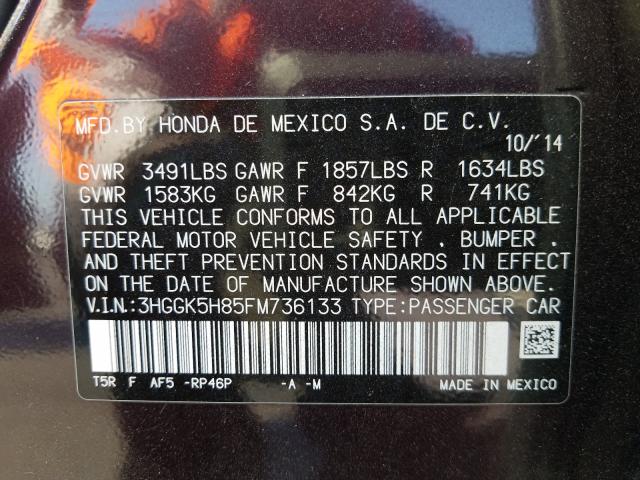 MFD.BY HONDA DE MEXICO S.A. DE C.V.
10/'14
GVWR 3491LBS GAWR F 1857LBS R 1634LBS
GVWR 1583KG GAWR F 842KG R 741KG
THIS VEHICLE CONFORMS TO ALL APPLICABLE
FEDERAL MOTOR VEHICLE SAFETY . BUMPER .
AND THEFT PREVENTION STANDARDS IN EFFECT
ON THE DATE OF MANUFACTURE SHOWN ABOVE.
V.I.N.:3HGGK5H85FM736133 TYPE:PASSENGER CAR
T5R F AF5 -RP46P -A -M MADE IN MEXICO